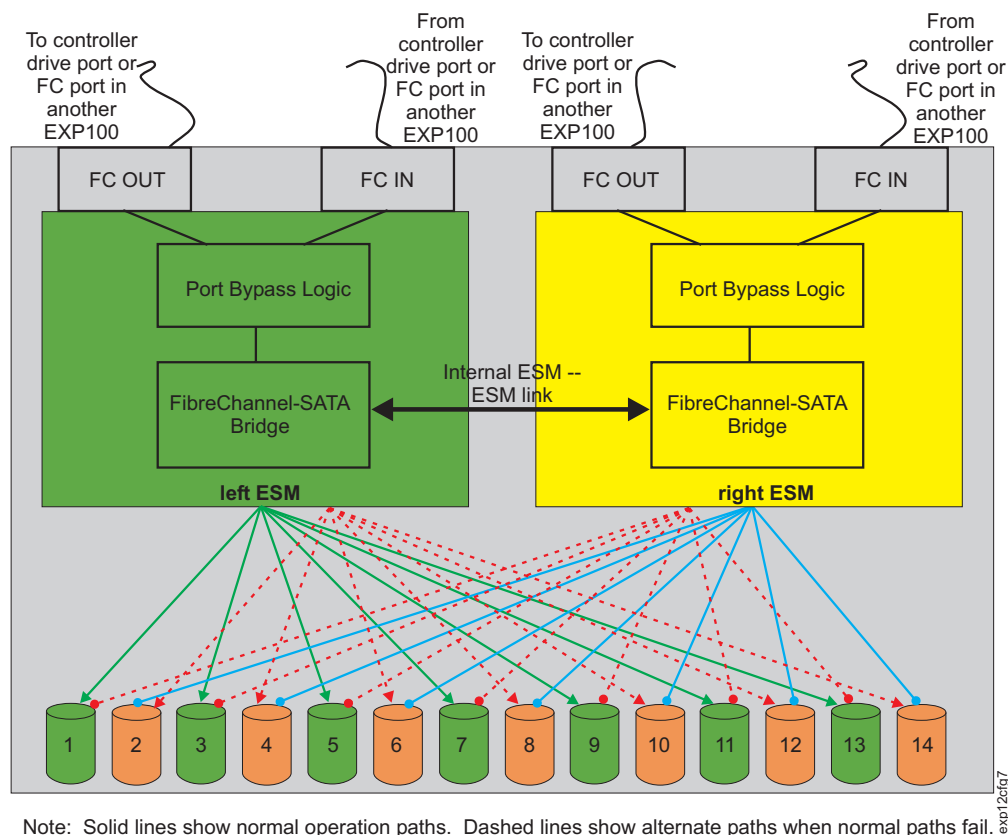 To controller
drive port or
FC port in
another
EXP100
From
controller
drive port or
FC port in
another
EXP100
To controller
drive port or
FC port in
another
EXP100
From
controller
drive port or
FC port in
another
EXP100
FC OUT
FC IN
FC OUT
FC IN
Port Bypass Logic
Port Bypass Logic
FibreChannel-SATA
Bridge
Internal ESM --
ESM link
FibreChannel-SATA
Bridge
left ESM
right ESM
1 2 3 4 5 6 7 8 9 10 11 12 13 14
exp12cfg7
Note: Solid lines show normal operation paths. Dashed lines show alternate paths when normal paths fail.